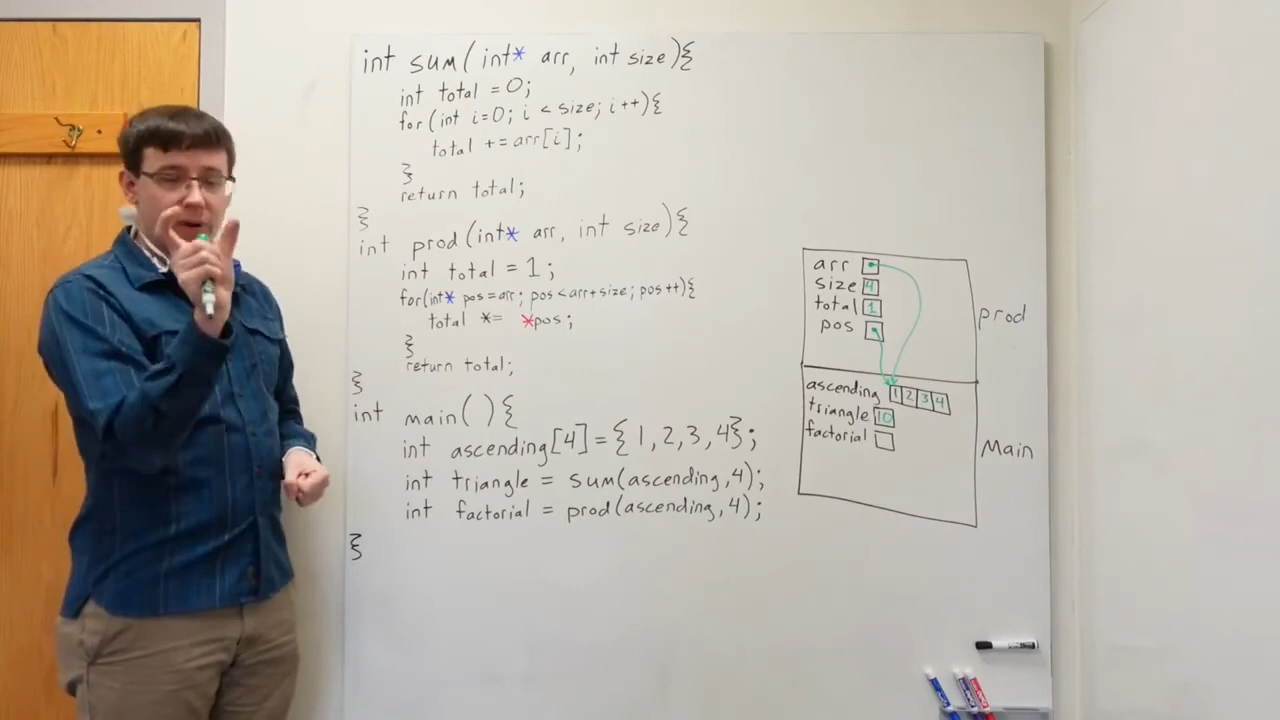 int sum(int* arr, int size){
int total = 0;
for(int i=0; i < size; i++){
total += arr[i];
}
return total;
}
int prod(int* arr, int size){
int total = 1;
for(int* pos=arr; pos<arr+size; pos++){
total *= *pos;
}
return total;
}
int main(){
int ascending[4] = {1,2,3,4};
int triangle = sum(ascending,4);
int factorial = prod(ascending,4);
}
arr
size 4
total 1
pos
prod
ascending 1 2 3 4
triangle 10
factorial
Main